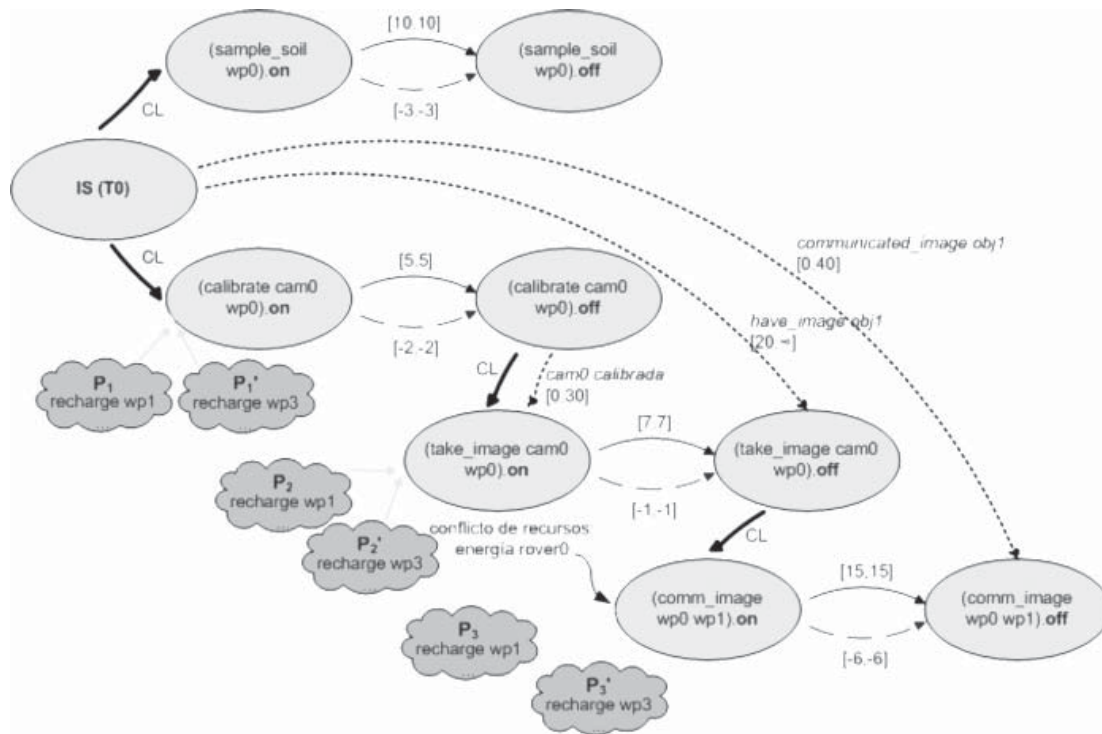 [10,10]
(sample_soil
wp0).on
(sample_soil
wp0).off
[-3,-3]
CL
IS (T0)
communicated_image obj1
[0,40]
CL
[5,5]
(calibrate cam0
wp0).on
(calibrate cam0
wp0).off
have_image obj1
[20,∞]
[-2,-2]
CL
cam0 calibrada
[0,30]
P1
recharge wp1
...
P1'
recharge wp3
...
[7,7]
(take_image cam0
wp0).on
(take_image cam0
wp0).off
P2
recharge wp1
...
[-1,-1]
conflicto de recursos:
energía rover0
CL
P2'
recharge wp3
...
[15,15]
(comm_image
wp0 wp1).on
(comm_image
wp0 wp1).off
P3
recharge wp1
...
[-6,-6]
P3'
recharge wp3
...